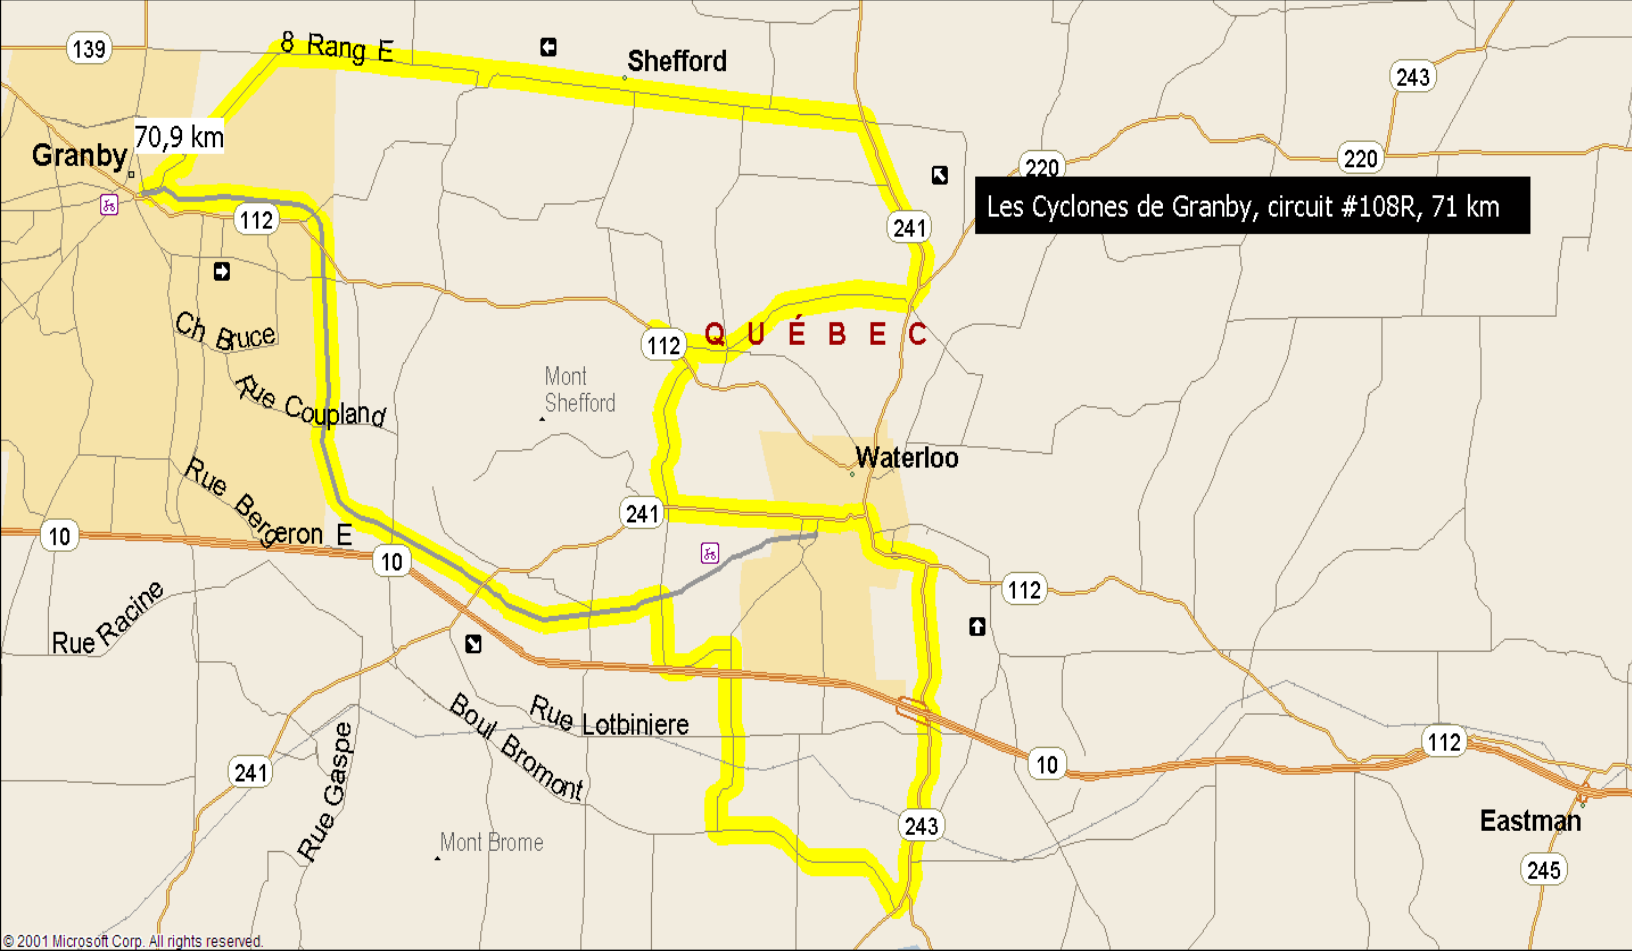 139
8 Rang E
Shefford
243
70,9 km
Granby
220
220
Les Cyclones de Granby, circuit #108R, 71 km
112
241
Ch Bruce
112
QUÉBEC
Mont
Shefford
Rue Coupland
Waterloo
Rue Bergeron E
241
10
10
112
Rue Racine
Boul Bromont
Rue Lotbiniere
Rue Gaspe
241
10
112
243
Eastman
Mont Brome
245
© 2001 Microsoft Corp. All rights reserved.